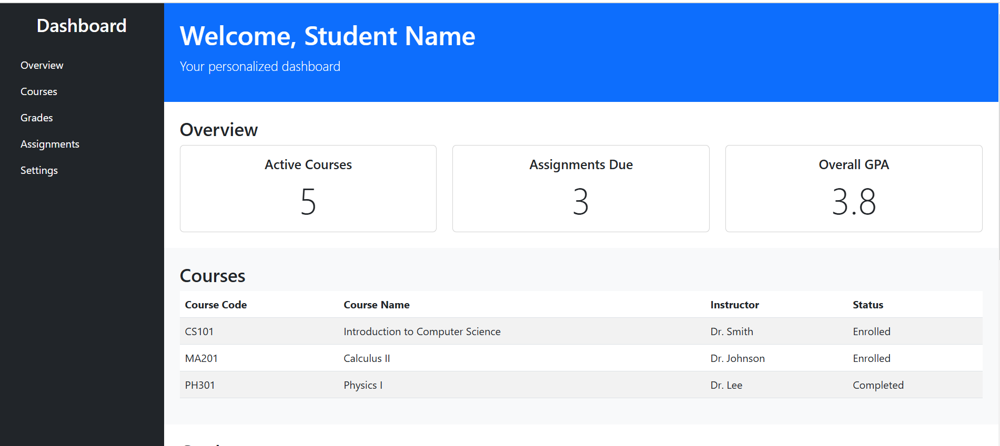 Dashboard
Overview
Courses
Grades
Assignments
Settings
Welcome, Student Name
Your personalized dashboard
Overview
Active Courses
5
Assignments Due
3
Overall GPA
3.8
Courses
Course Code Course Name Instructor Status
CS101 Introduction to Computer Science Dr. Smith Enrolled
MA201 Calculus II Dr. Johnson Enrolled
PH301 Physics I Dr. Lee Completed